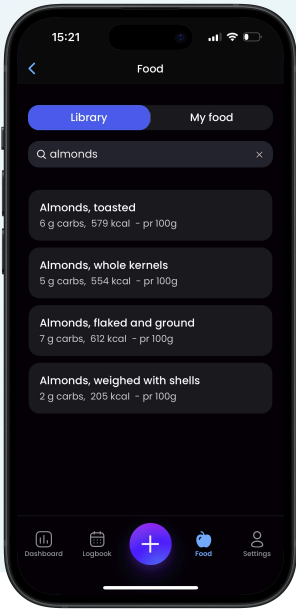 15:21
Food
Library
My food
almonds
Almonds, toasted
6 g carbs,  579 kcal  - pr 100g
Almonds, whole kernels
5 g carbs,  554 kcal  - pr 100g
Almonds, flaked and ground
7 g carbs,  612 kcal  - pr 100g
Almonds, weighed with shells
2 g carbs,  205 kcal  - pr 100g
Dashboard
Logbook
Food
Settings